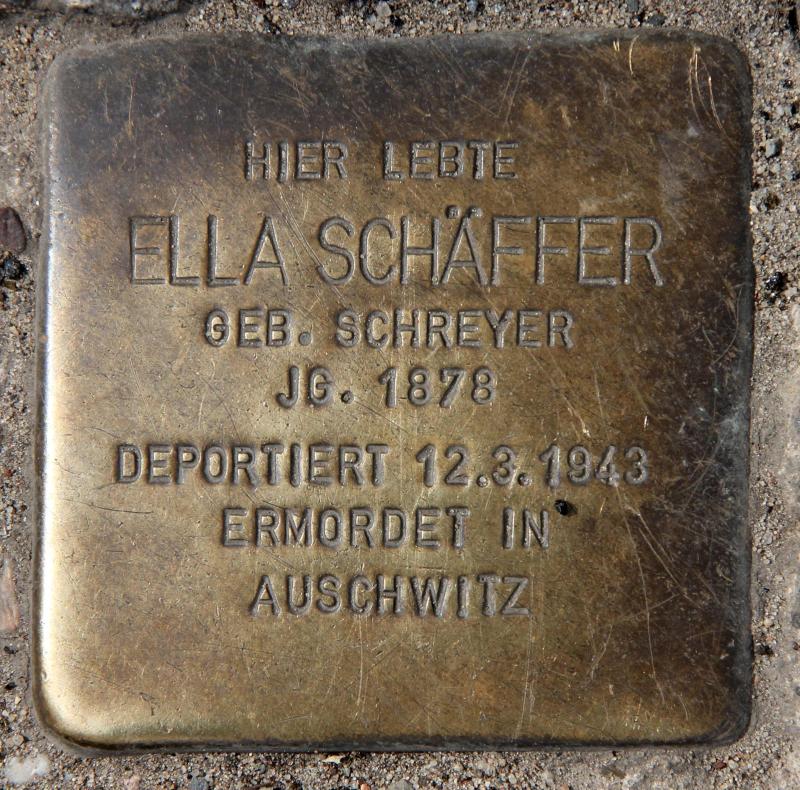 HIER LEBTE
ELLA SCHÄFFER
GEB. SCHREYER
JG. 1878
DEPORTIERT 12.3.1943
ERMORDET IN
AUSCHWITZ